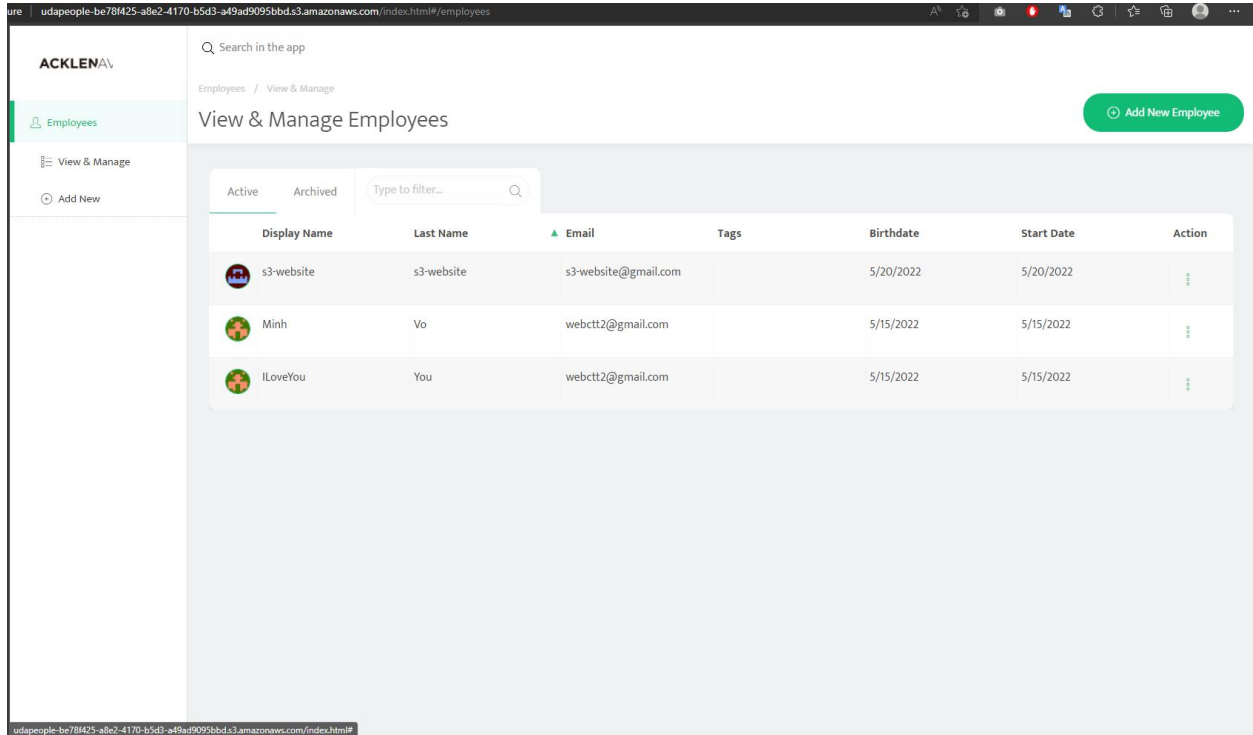 ure udapeople-be78f425-a8e2-4170-b5d3-a49ad9095bbd.s3.amazonaws.com/index.html#/employees
ACKLENAV
Search in the app
Employees / View & Manage
View & Manage Employees
Add New Employee
Employees
View & Manage
Add New
Active Archived Type to filter...
Display Name Last Name Email Tags Birthdate Start Date Action
s3-website s3-website s3-website@gmail.com 5/20/2022 5/20/2022
Minh Vo webctt2@gmail.com 5/15/2022 5/15/2022
ILoveYou You webctt2@gmail.com 5/15/2022 5/15/2022
udapeople-be78f425-a8e2-4170-b5d3-a49ad9095bbd.s3.amazonaws.com/index.html#